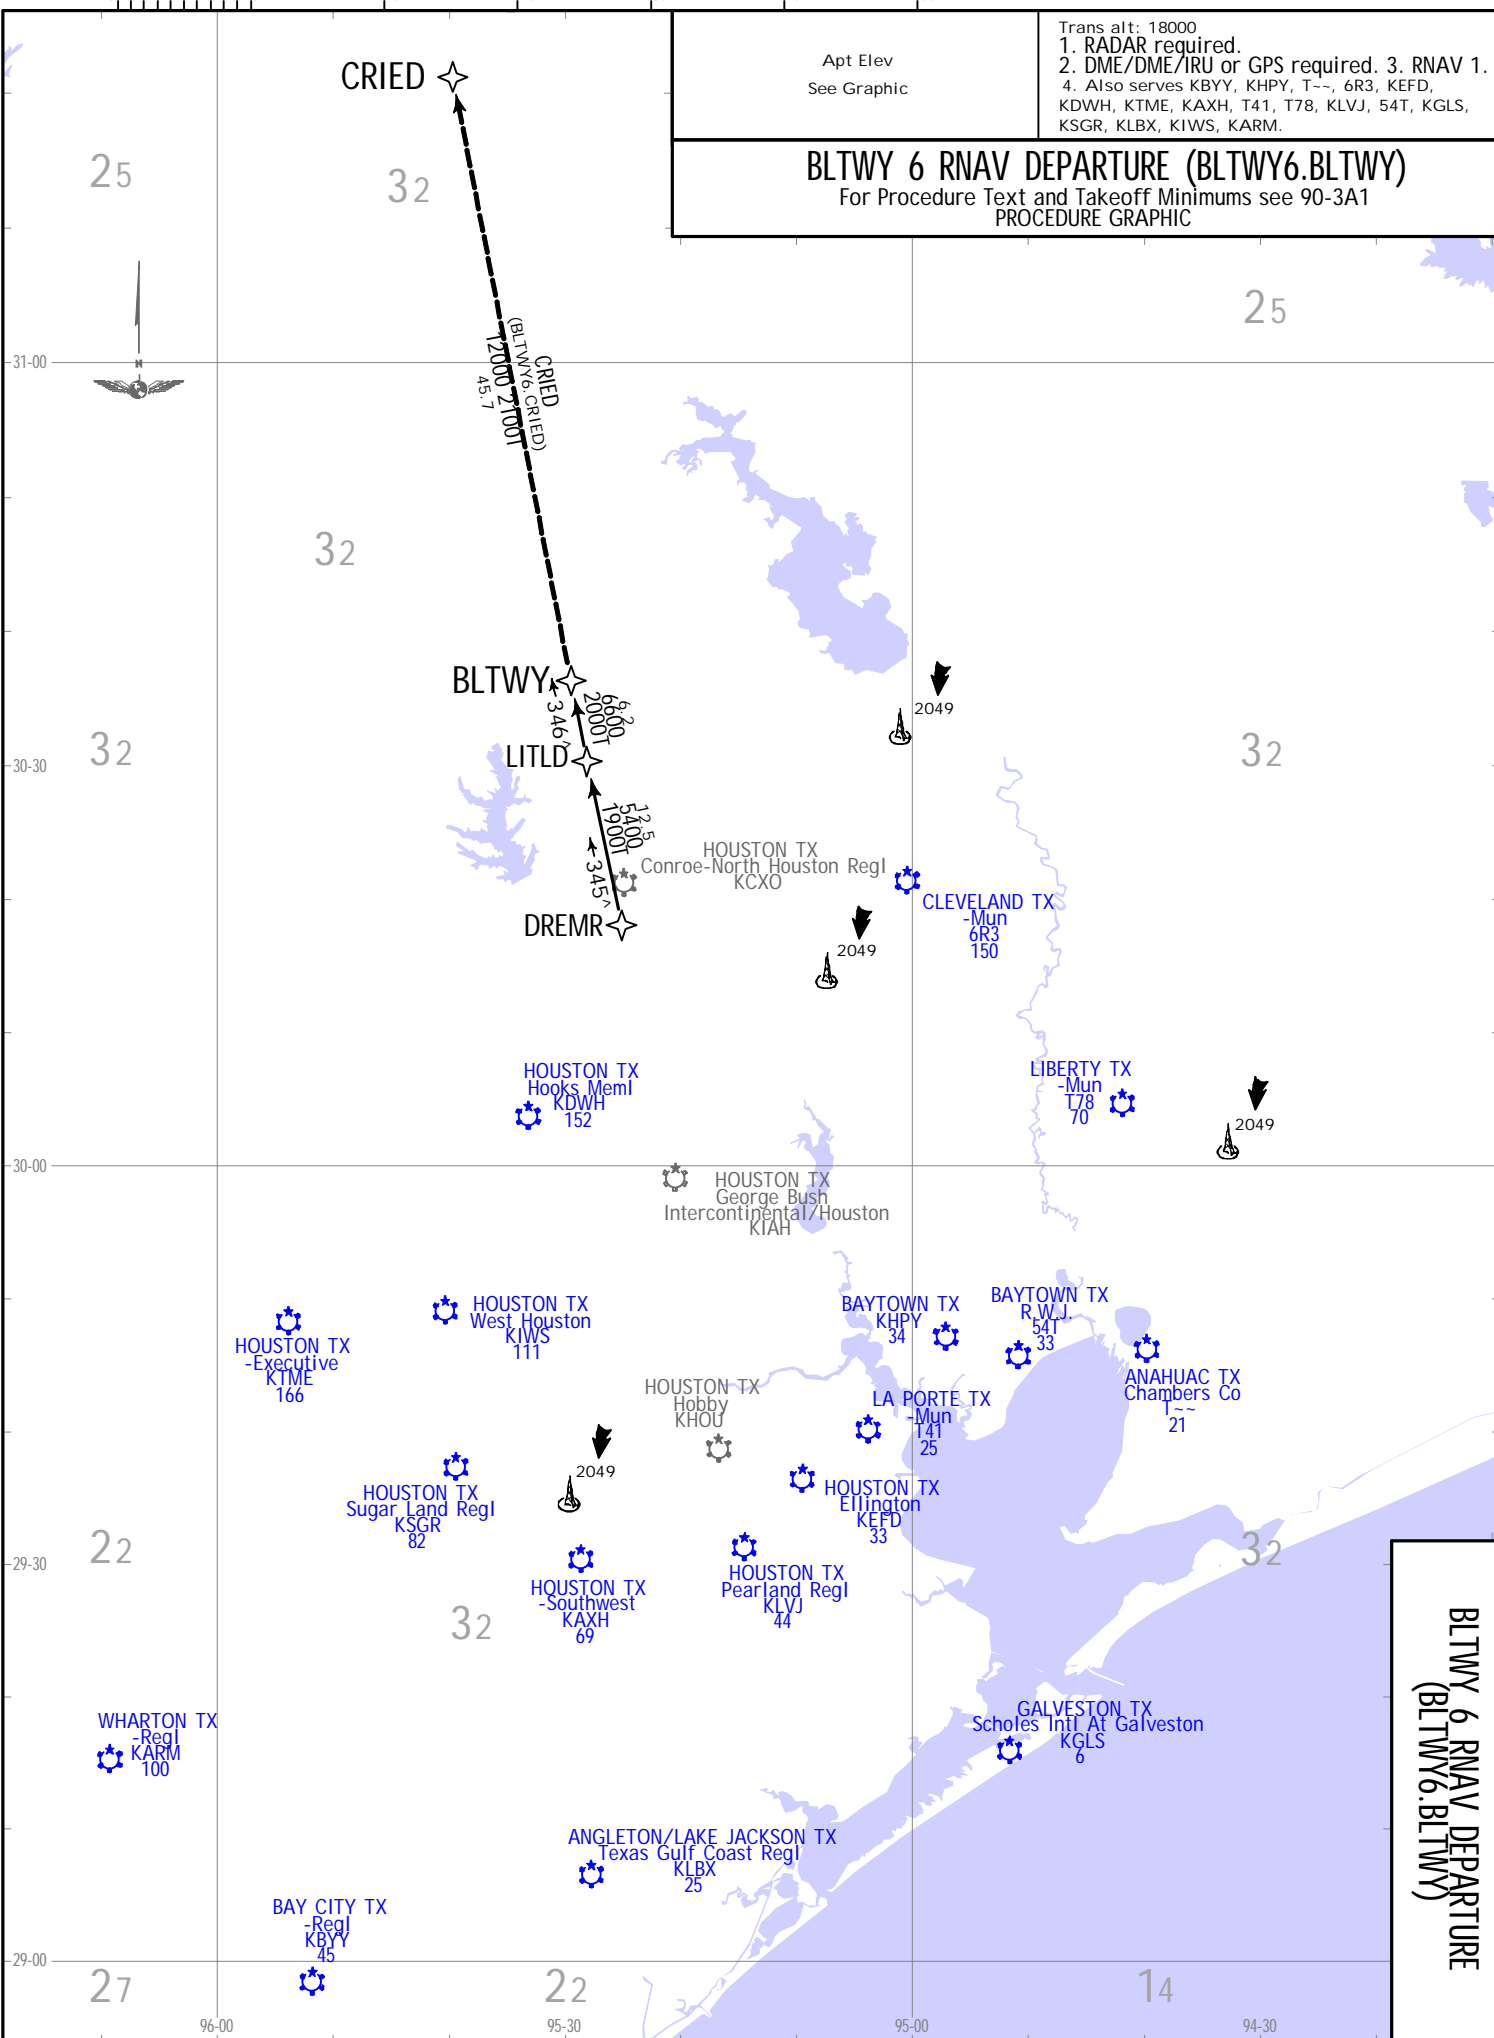 Apt Elev
See Graphic
Trans alt: 18000
1. RADAR required.
2. DME/DME/IRU or GPS required. 3. RNAV 1.
4. Also serves KBYY, KHPY, T~~, 6R3, KEFD,
KDWH, KTME, KAXH, T41, T78, KLVJ, 54T, KGLS,
KSGR, KLBX, KIWS, KARM.
BLTWY 6 RNAV DEPARTURE (BLTWY6.BLTWY)
For Procedure Text and Takeoff Minimums see 90-3A1
PROCEDURE GRAPHIC
CRIED
25
32
25
31-00
N
CRIED
(BLTWY6.CRIED)
12000 2100T
45.7
32
BLTWY
346^
6.2
6600
2000T
2049
LITLD
32
32
30-30
12.5
5400
1900T
345^
HOUSTON TX
Conroe-North Houston Regl
KCXO
DREMR
CLEVELAND TX
-Mun
6R3
150
2049
HOUSTON TX
Hooks Meml
KDWH
152
LIBERTY TX
-Mun
T78
70
2049
30-00
HOUSTON TX
George Bush
Intercontinental/Houston
KIAH
HOUSTON TX
-Executive
KTME
166
HOUSTON TX
West Houston
KIWS
111
BAYTOWN TX
KHPY
34
BAYTOWN TX
R.W.J.
54T
33
ANAHUAC TX
Chambers Co
T~~
21
HOUSTON TX
Hobby
KHOU
LA PORTE TX
-Mun
T41
25
2049
HOUSTON TX
Sugar Land Regl
KSGR
82
HOUSTON TX
Ellington
KEFD
33
22
32
29-30
HOUSTON TX
-Southwest
KAXH
69
HOUSTON TX
Pearland Regl
KLVJ
44
32
WHARTON TX
-Regl
KARM
100
GALVESTON TX
Scholes Intl At Galveston
KGLS
6
ANGLETON/LAKE JACKSON TX
Texas Gulf Coast Regl
KLBX
25
BAY CITY TX
-Regl
KBYY
45
29-00
27
22
14
96-00
95-30
95-00
94-30
BLTWY 6 RNAV DEPARTURE
(BLTWY6.BLTWY)